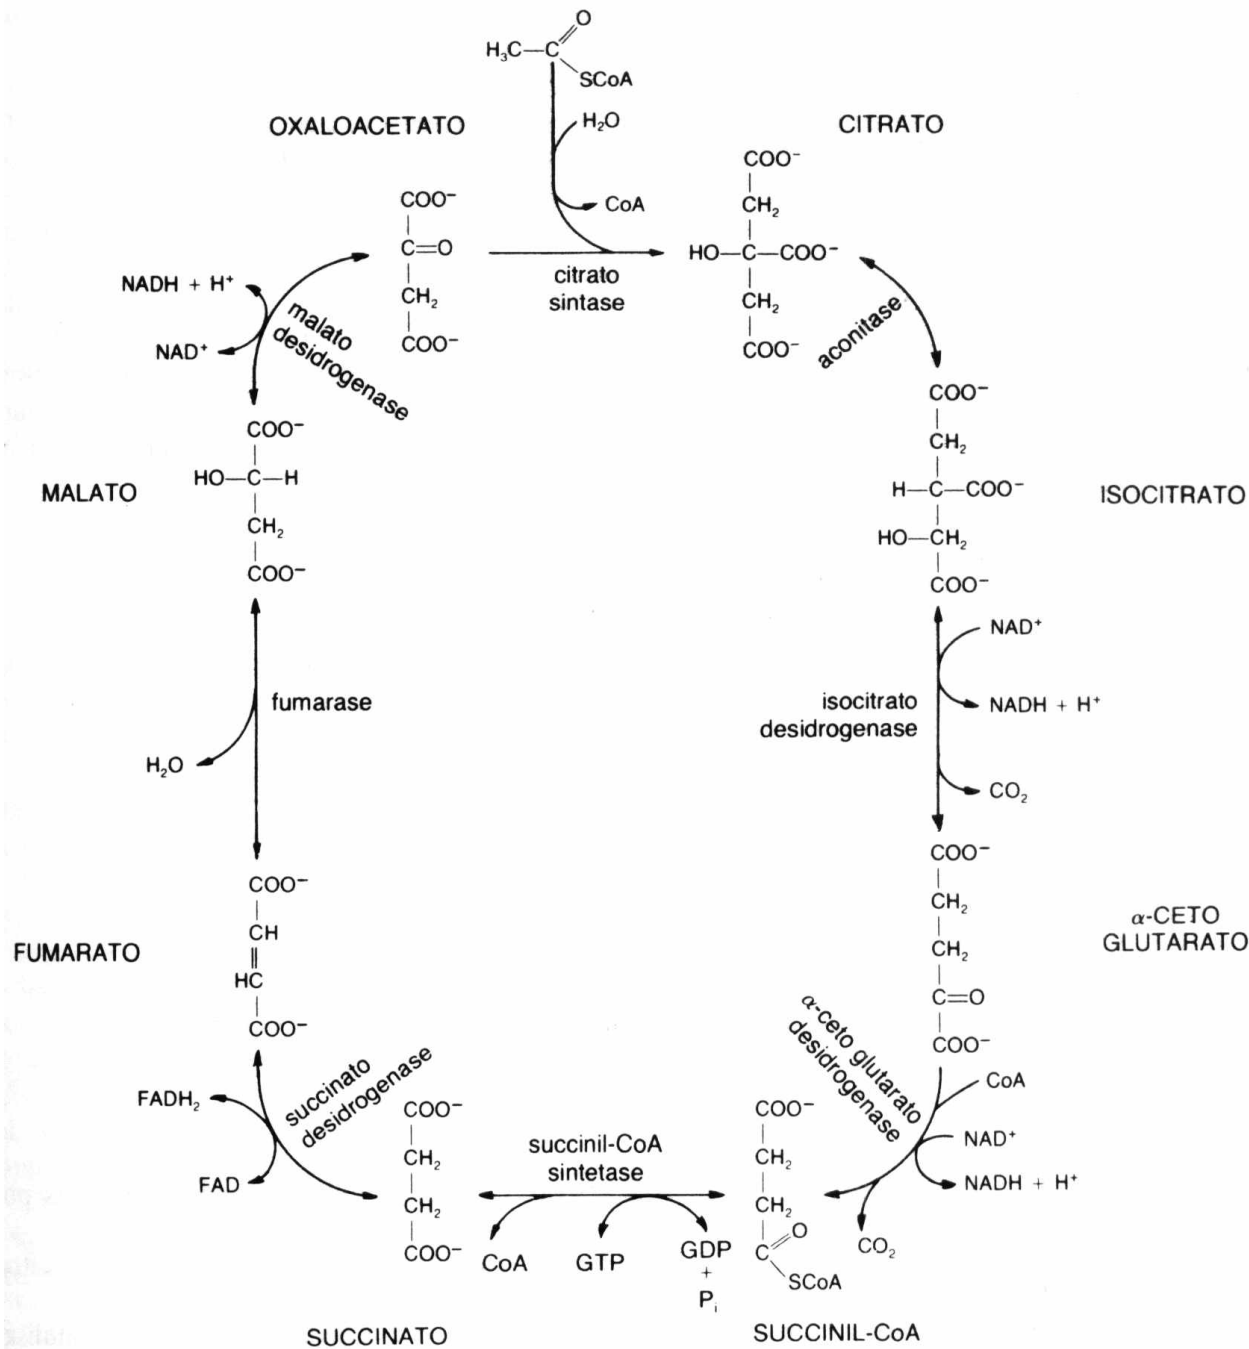 O
H₃C—C
SCoA
H₂O
CoA
OXALOACETATO
COO⁻
C=O
CH₂
COO⁻
citrato
sintase
CITRATO
COO⁻
CH₂
HO—C—COO⁻
CH₂
COO⁻
aconitase
COO⁻
CH₂
H—C—COO⁻
HO—CH₂
COO⁻
ISOCITRATO
NAD⁺
NADH + H⁺
isocitrato
desidrogenase
CO₂
COO⁻
CH₂
CH₂
C=O
COO⁻
α-CETO
GLUTARATO
α-ceto glutarato
desidrogenase
CoA
NAD⁺
NADH + H⁺
CO₂
COO⁻
CH₂
CH₂
O
C
SCoA
SUCCINIL-CoA
succinil-CoA
sintetase
CoA
GTP
GDP
+
Pᵢ
COO⁻
CH₂
CH₂
COO⁻
SUCCINATO
succinato
desidrogenase
FADH₂
FAD
COO⁻
CH
HC
COO⁻
FUMARATO
fumarase
H₂O
COO⁻
HO—C—H
CH₂
COO⁻
MALATO
malato
desidrogenase
NADH + H⁺
NAD⁺